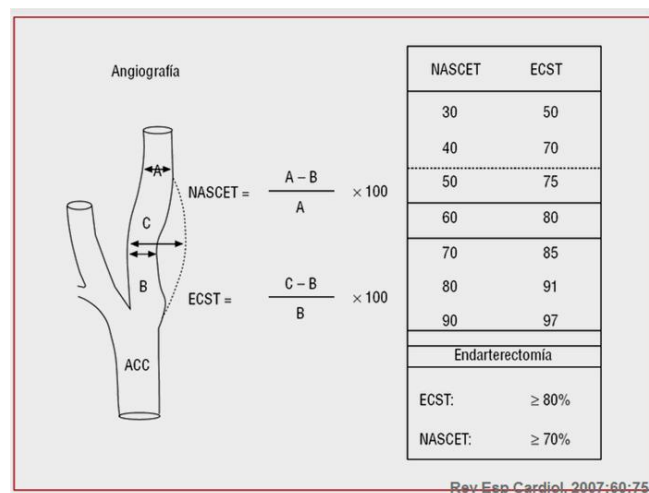 Angiografía
A
C
B
ACC
NASCET =
A – B
A
× 100
ECST =
C – B
B
× 100
NASCET ECST
30 50
40 70
50 75
60 80
70 85
80 91
90 97
Endarterectomía
ECST: ≥ 80%
NASCET: ≥ 70%
Rev Esp Cardiol. 2007;60:75